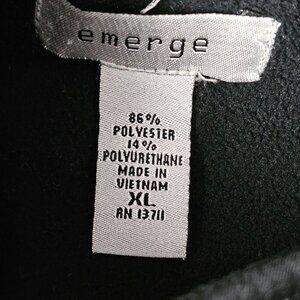 emerge
86%
POLYESTER
14%
POLYURETHANE
MADE IN
VIETNAM
XL
RN 13711